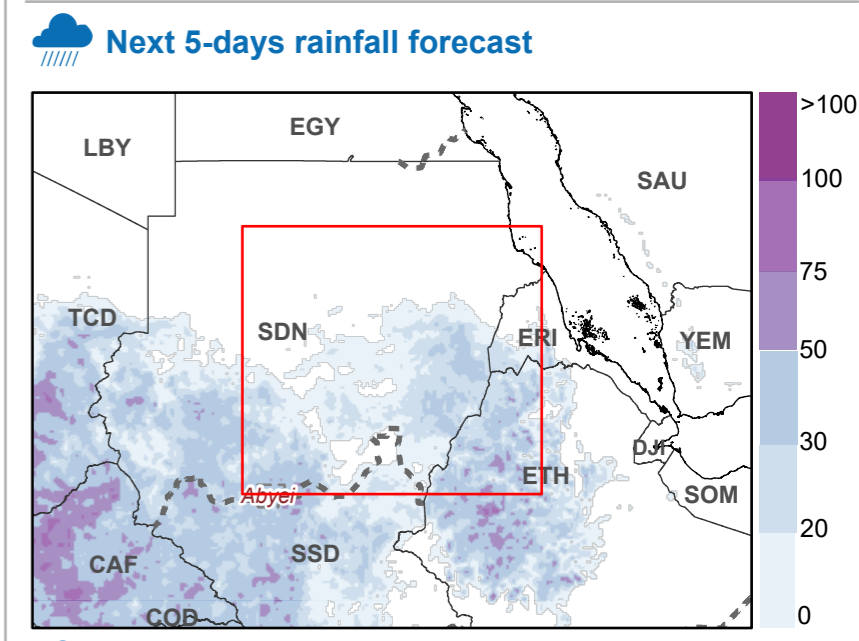 Next 5-days rainfall forecast
>100
EGY
LBY
SAU
100
75
TCD
SDN
ERI
YEM
50
30
DJI
ETH
Abyei
SOM
20
SSD
CAF
COD
0